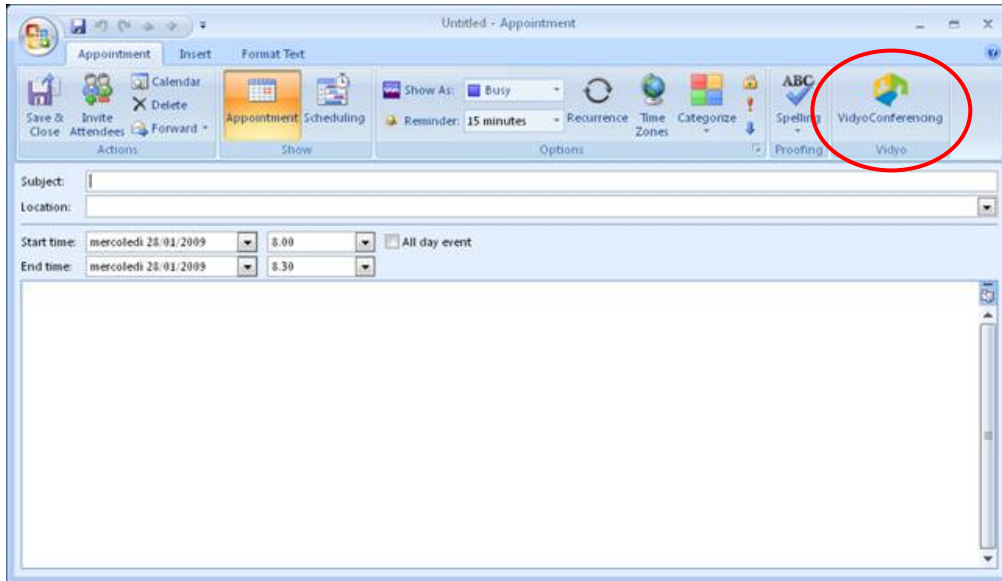 Untitled - Appointment
Appointment Insert Format Text
Save & Close
Invite Attendees
Calendar
Delete
Forward
Actions
Appointment
Scheduling
Show
Show As: Busy
Reminder: 15 minutes
Recurrence
Time Zones
Categorize
Options
ABC
Spelling
Proofing
VidyoConferencing
Vidyo
Subject:
Location:
Start time: mercoledì 28/01/2009 8.00 All day event
End time: mercoledì 28/01/2009 8.30